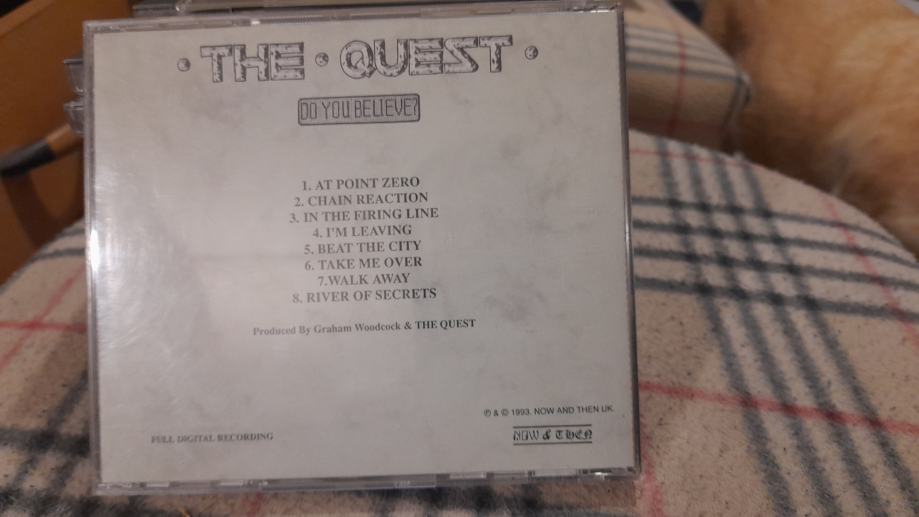 · THE · QUEST ·
DO YOU BELIEVE?
1. AT POINT ZERO
2. CHAIN REACTION
3. IN THE FIRING LINE
4. I'M LEAVING
5. BEAT THE CITY
6. TAKE ME OVER
7.WALK AWAY
8. RIVER OF SECRETS
Produced By Graham Woodcock & THE QUEST
℗ & © 1993. NOW AND THEN UK.
FULL DIGITAL RECORDING
NOW & THEN